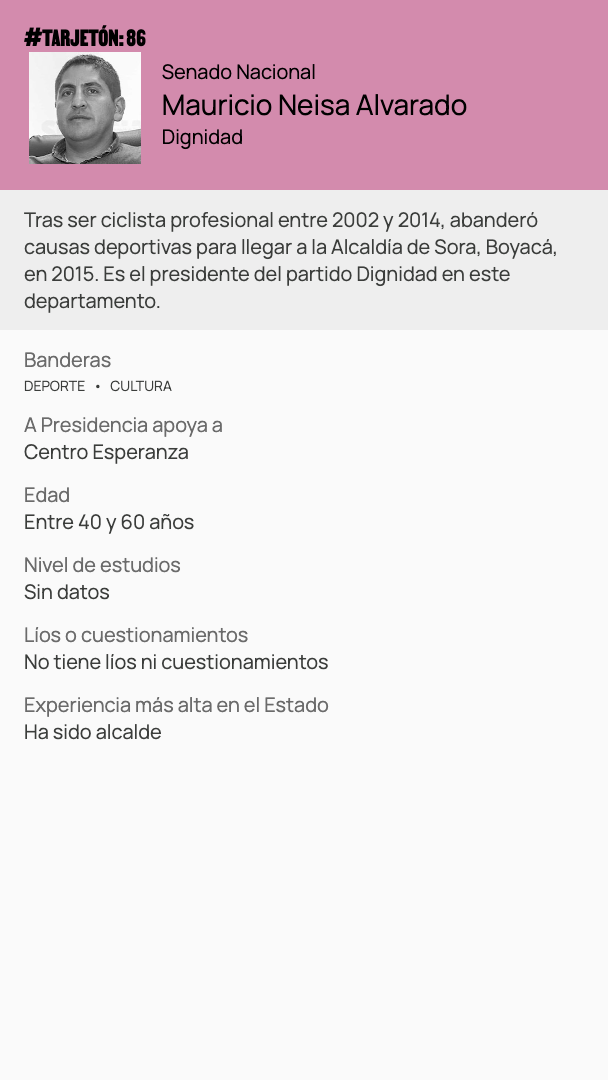 #TARJETÓN: 86
Senado Nacional
Mauricio Neisa Alvarado
Dignidad
Tras ser ciclista profesional entre 2002 y 2014, abanderó
causas deportivas para llegar a la Alcaldía de Sora, Boyacá,
en 2015. Es el presidente del partido Dignidad en este
departamento.
Banderas
DEPORTE • CULTURA
A Presidencia apoya a
Centro Esperanza
Edad
Entre 40 y 60 años
Nivel de estudios
Sin datos
Líos o cuestionamientos
No tiene líos ni cuestionamientos
Experiencia más alta en el Estado
Ha sido alcalde